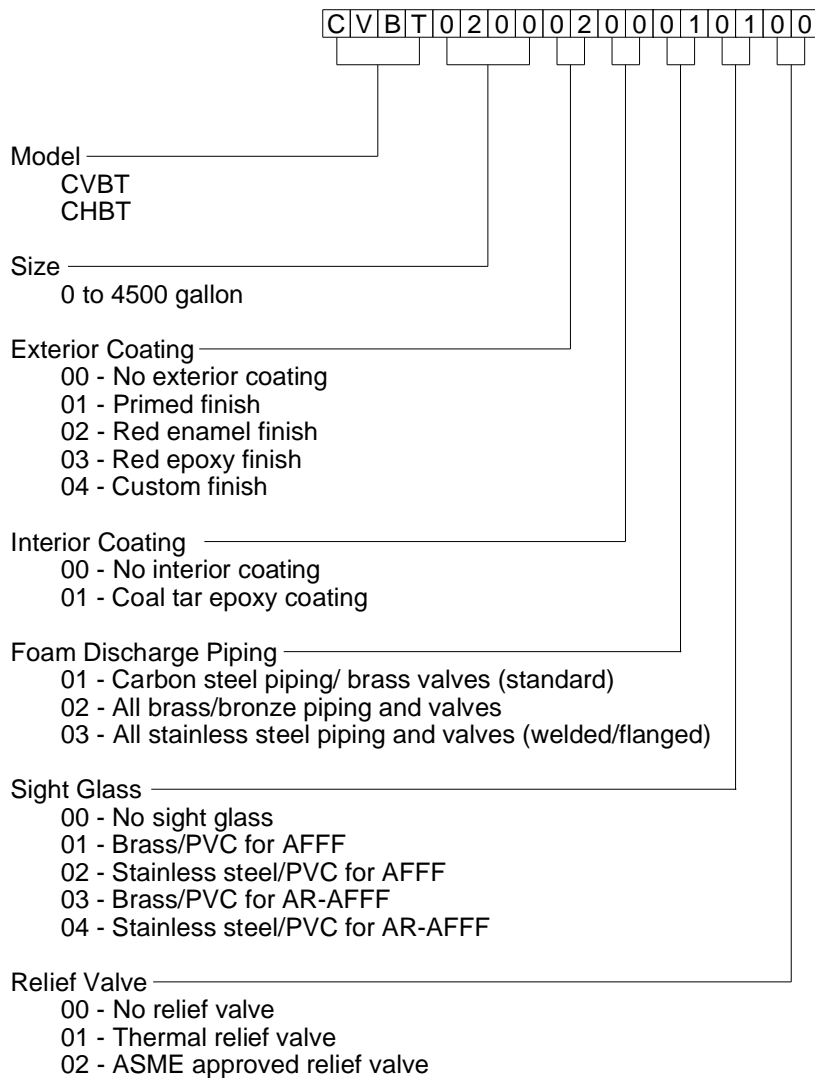 CVBT02000200010100
Model
CVBT
CHBT
Size
0 to 4500 gallon
Exterior Coating
00 - No exterior coating
01 - Primed finish
02 - Red enamel finish
03 - Red epoxy finish
04 - Custom finish
Interior Coating
00 - No interior coating
01 - Coal tar epoxy coating
Foam Discharge Piping
01 - Carbon steel piping/ brass valves (standard)
02 - All brass/bronze piping and valves
03 - All stainless steel piping and valves (welded/flanged)
Sight Glass
00 - No sight glass
01 - Brass/PVC for AFFF
02 - Stainless steel/PVC for AFFF
03 - Brass/PVC for AR-AFFF
04 - Stainless steel/PVC for AR-AFFF
Relief Valve
00 - No relief valve
01 - Thermal relief valve
02 - ASME approved relief valve